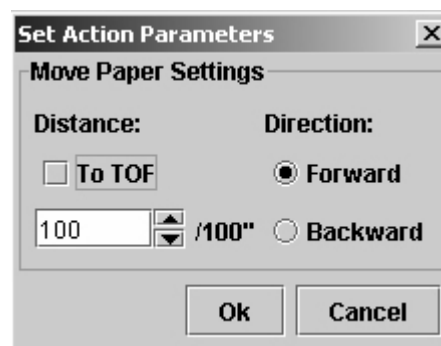 Set Action Parameters
Move Paper Settings
Distance: Direction:
To TOF Forward
100 /100" Backward
Ok Cancel